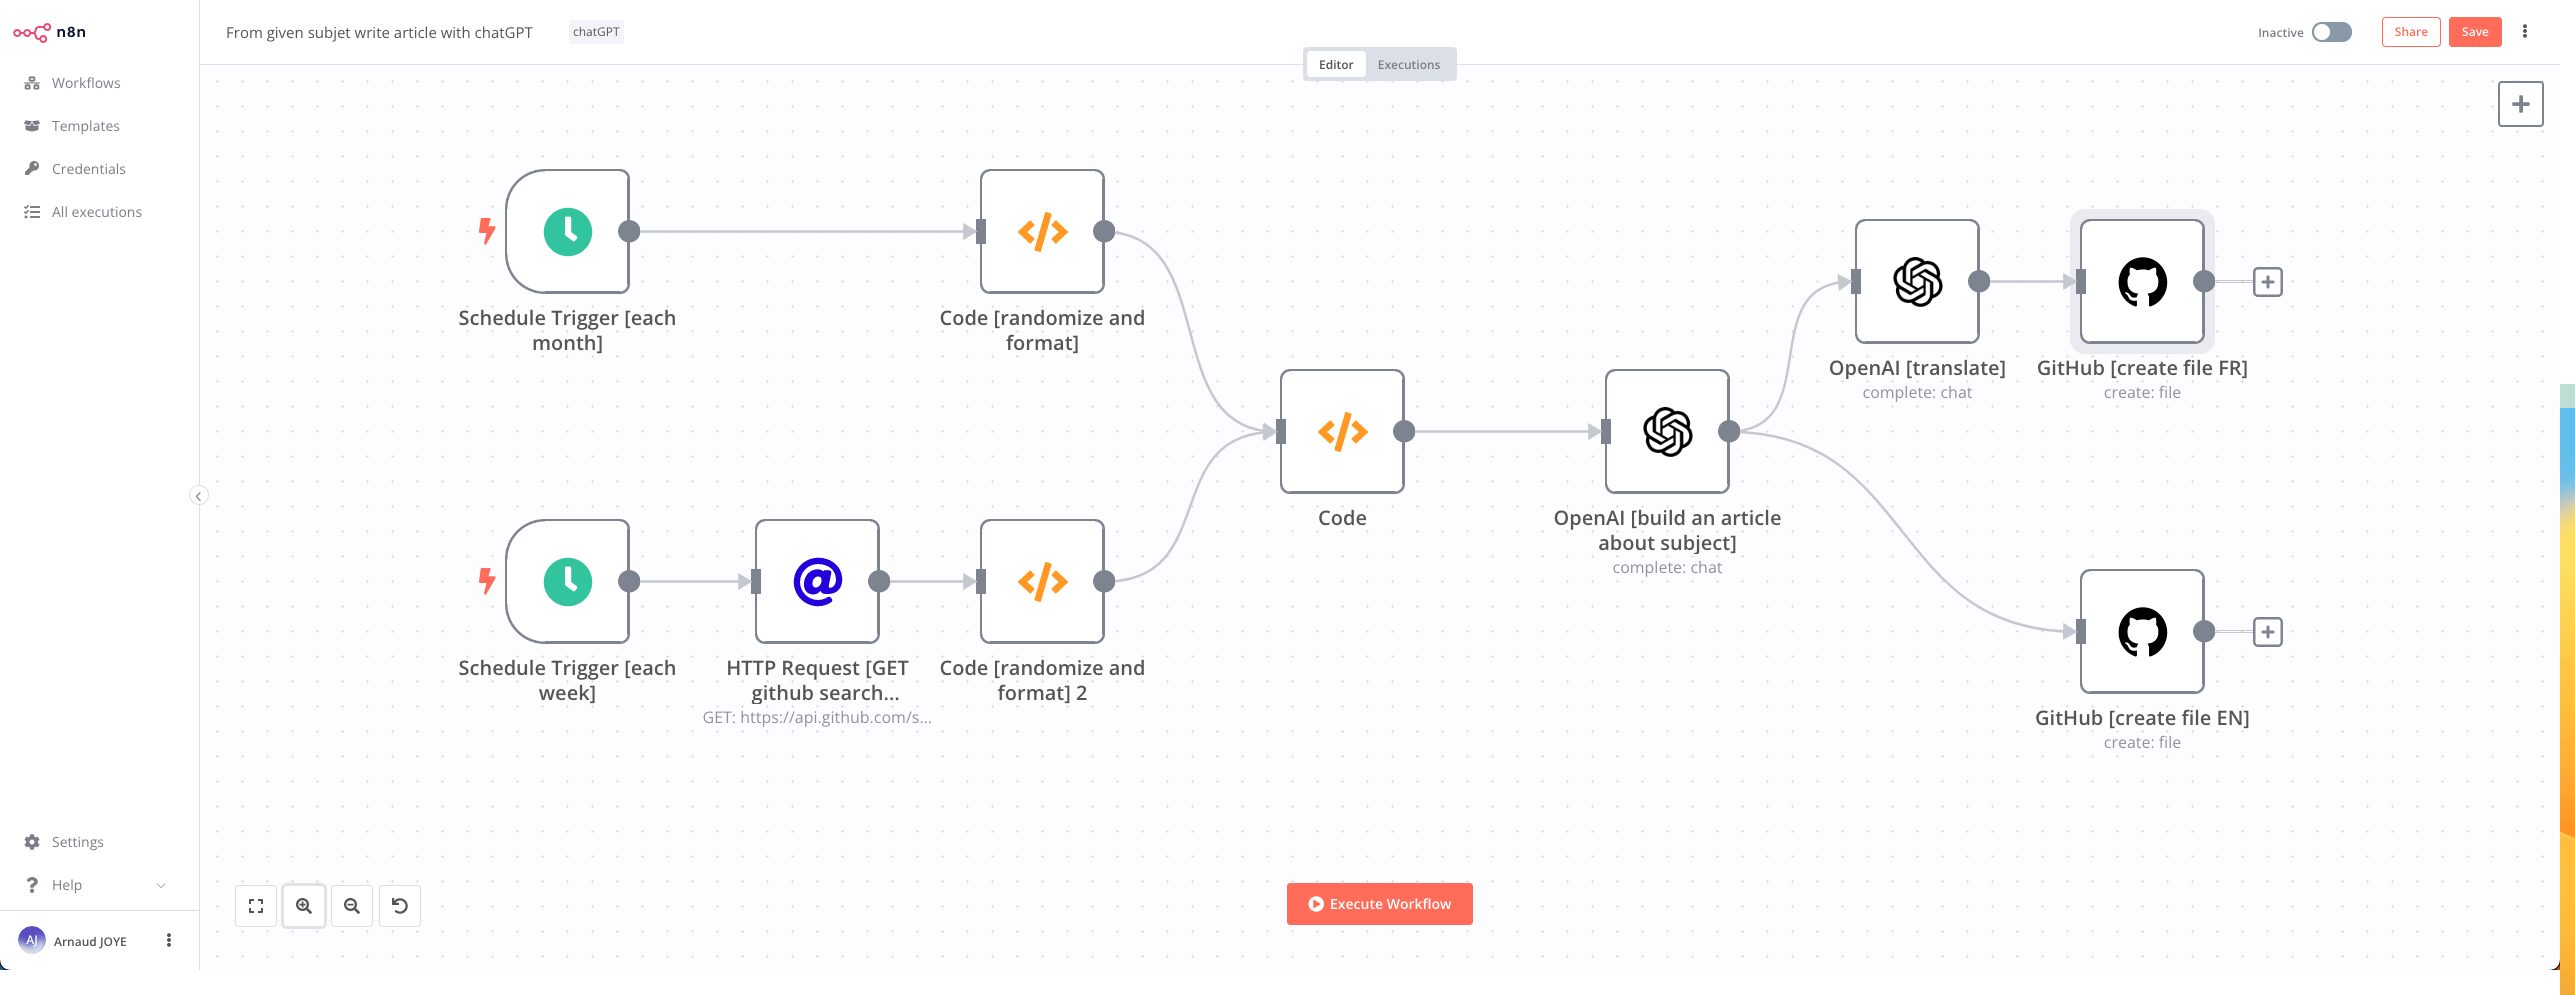 n8n
From given subjet write article with chatGPT
chatGPT
Inactive
Share
Save
Editor
Executions
Workflows
Templates
Credentials
All executions
Schedule Trigger [each
month]
Code [randomize and
format]
OpenAI [translate]
complete: chat
GitHub [create file FR]
create: file
Code
OpenAI [build an article
about subject]
complete: chat
Schedule Trigger [each
week]
HTTP Request [GET
github search...
GET: https://api.github.com/s...
Code [randomize and
format] 2
GitHub [create file EN]
create: file
Settings
Help
Execute Workflow
AJ
Arnaud JOYE